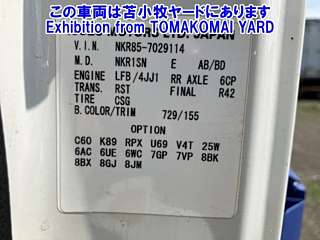 この車両は苫小牧ヤードにあります
Exhibition from TOMAKOMAI YARD
JAPAN
V.I.N. NKR85-7029114
M.D. NKR1SN E AB/BD
ENGINE LFB/4JJ1 RR AXLE 6CP
TRANS. RST FINAL R42
TIRE CSG
B.COLOR/TRIM 729/155
OPTION
C60 K89 RPX U69 V4T 25W
6AC 6UE 6WC 7GP 7VP 8BK
8BX 8GJ 8JM